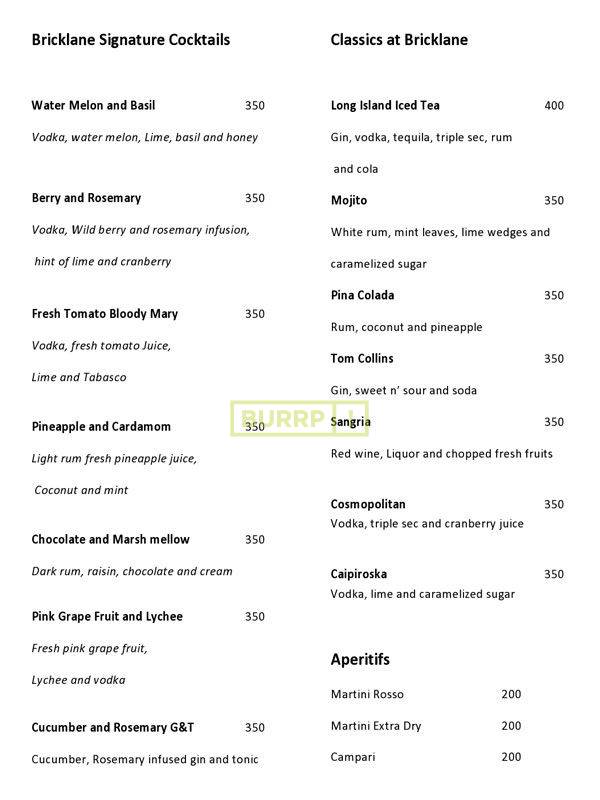 Bricklane Signature Cocktails
Water Melon and Basil 350
Vodka, water melon, Lime, basil and honey
Berry and Rosemary 350
Vodka, Wild berry and rosemary infusion,
hint of lime and cranberry
Fresh Tomato Bloody Mary 350
Vodka, fresh tomato Juice,
Lime and Tabasco
Pineapple and Cardamom 350
Light rum fresh pineapple juice,
Coconut and mint
Chocolate and Marsh mellow 350
Dark rum, raisin, chocolate and cream
Pink Grape Fruit and Lychee 350
Fresh pink grape fruit,
Lychee and vodka
Cucumber and Rosemary G&T 350
Cucumber, Rosemary infused gin and tonic
Classics at Bricklane
Long Island Iced Tea 400
Gin, vodka, tequila, triple sec, rum
and cola
Mojito 350
White rum, mint leaves, lime wedges and
caramelized sugar
Pina Colada 350
Rum, coconut and pineapple
Tom Collins 350
Gin, sweet n' sour and soda
Sangria 350
Red wine, Liquor and chopped fresh fruits
Cosmopolitan 350
Vodka, triple sec and cranberry juice
Caipiroska 350
Vodka, lime and caramelized sugar
Aperitifs
Martini Rosso 200
Martini Extra Dry 200
Campari 200
BURRP